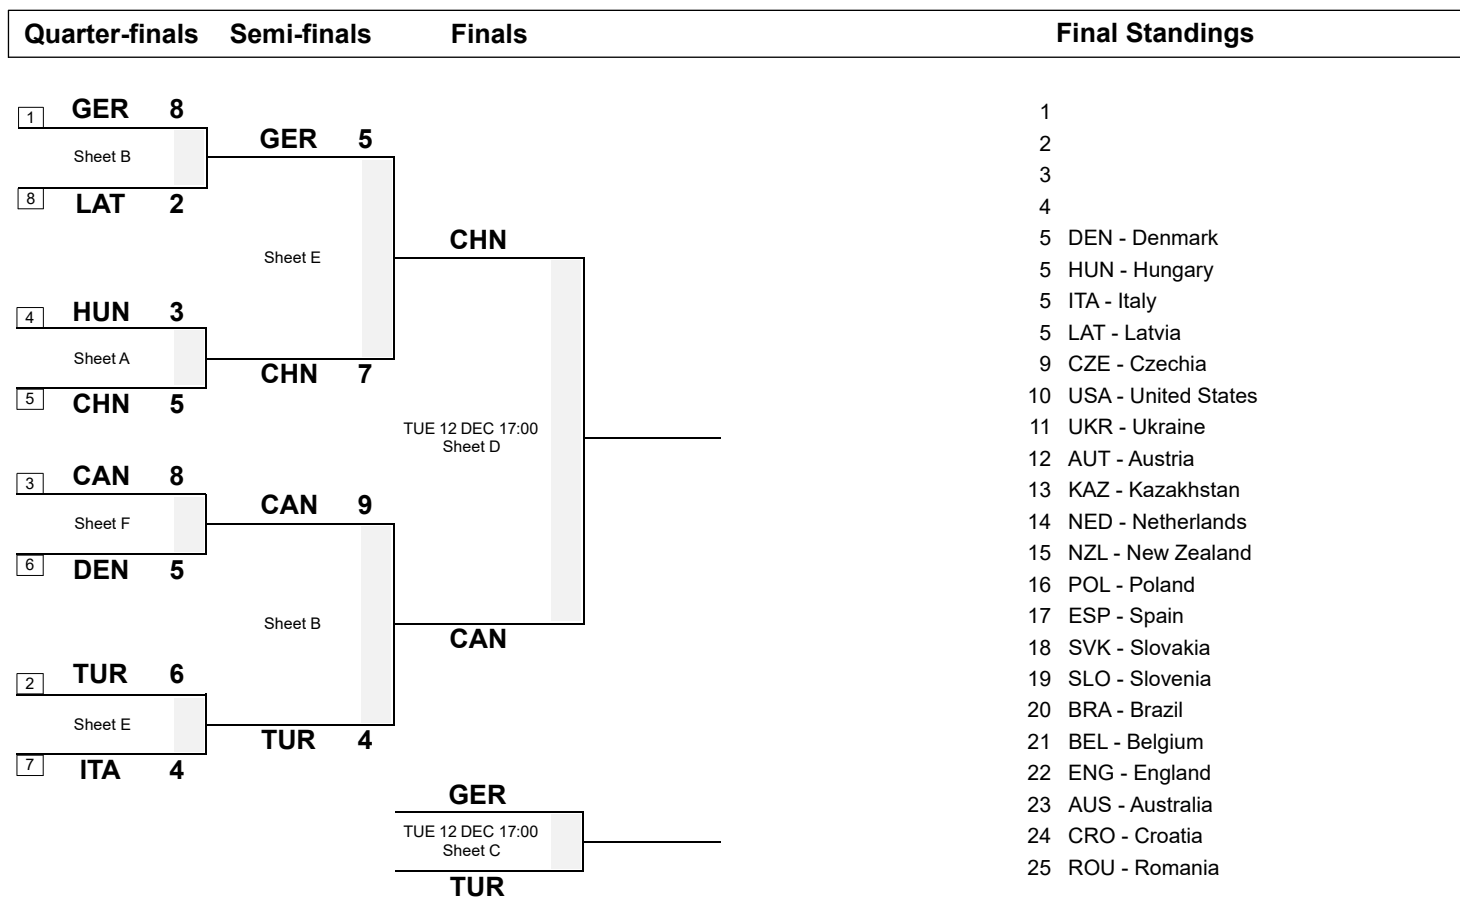 Quarter-finals Semi-finals Finals Final Standings
1 GER 8
Sheet B
8 LAT 2
GER 5
Sheet E
CHN 7
4 HUN 3
Sheet A
5 CHN 5
3 CAN 8
Sheet F
6 DEN 5
CAN 9
Sheet B
TUR 4
2 TUR 6
Sheet E
7 ITA 4
CHN
TUE 12 DEC 17:00
Sheet D
CAN
GER
TUE 12 DEC 17:00
Sheet C
TUR
1
2
3
4
5 DEN - Denmark
5 HUN - Hungary
5 ITA - Italy
5 LAT - Latvia
9 CZE - Czechia
10 USA - United States
11 UKR - Ukraine
12 AUT - Austria
13 KAZ - Kazakhstan
14 NED - Netherlands
15 NZL - New Zealand
16 POL - Poland
17 ESP - Spain
18 SVK - Slovakia
19 SLO - Slovenia
20 BRA - Brazil
21 BEL - Belgium
22 ENG - England
23 AUS - Australia
24 CRO - Croatia
25 ROU - Romania